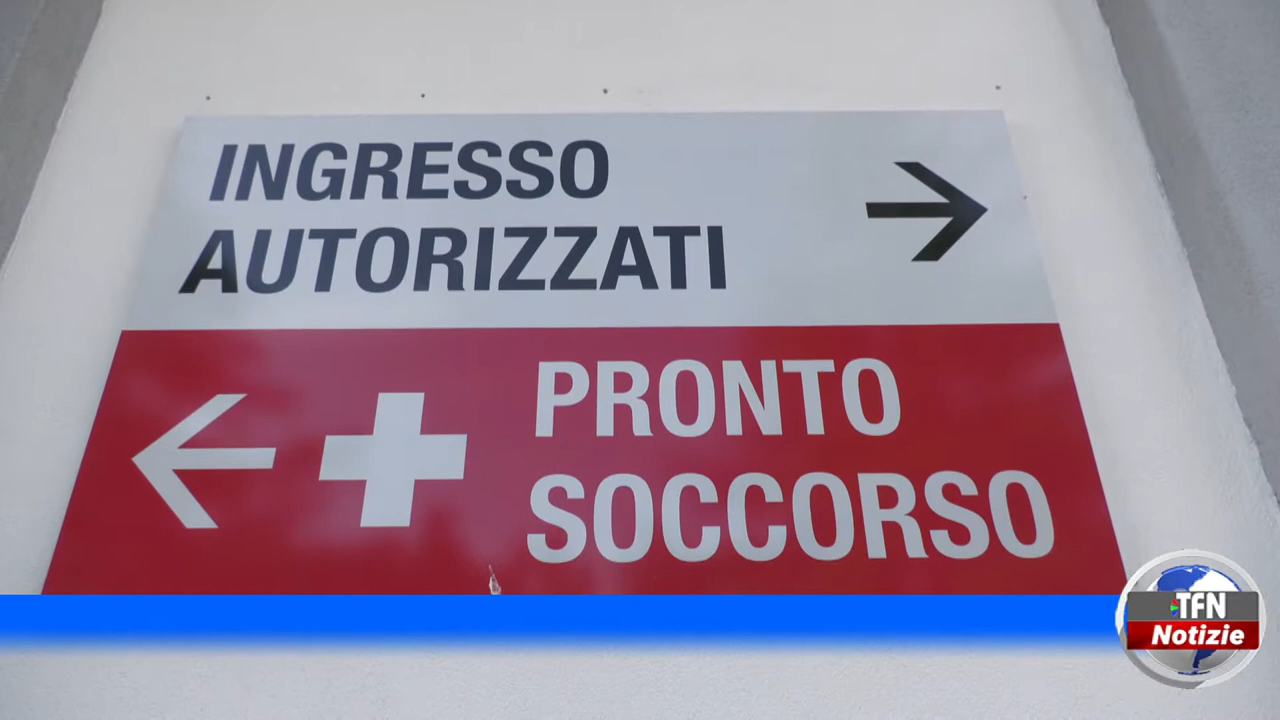 INGRESSO
AUTORIZZATI
PRONTO
SOCCORSO
TFN
Notizie